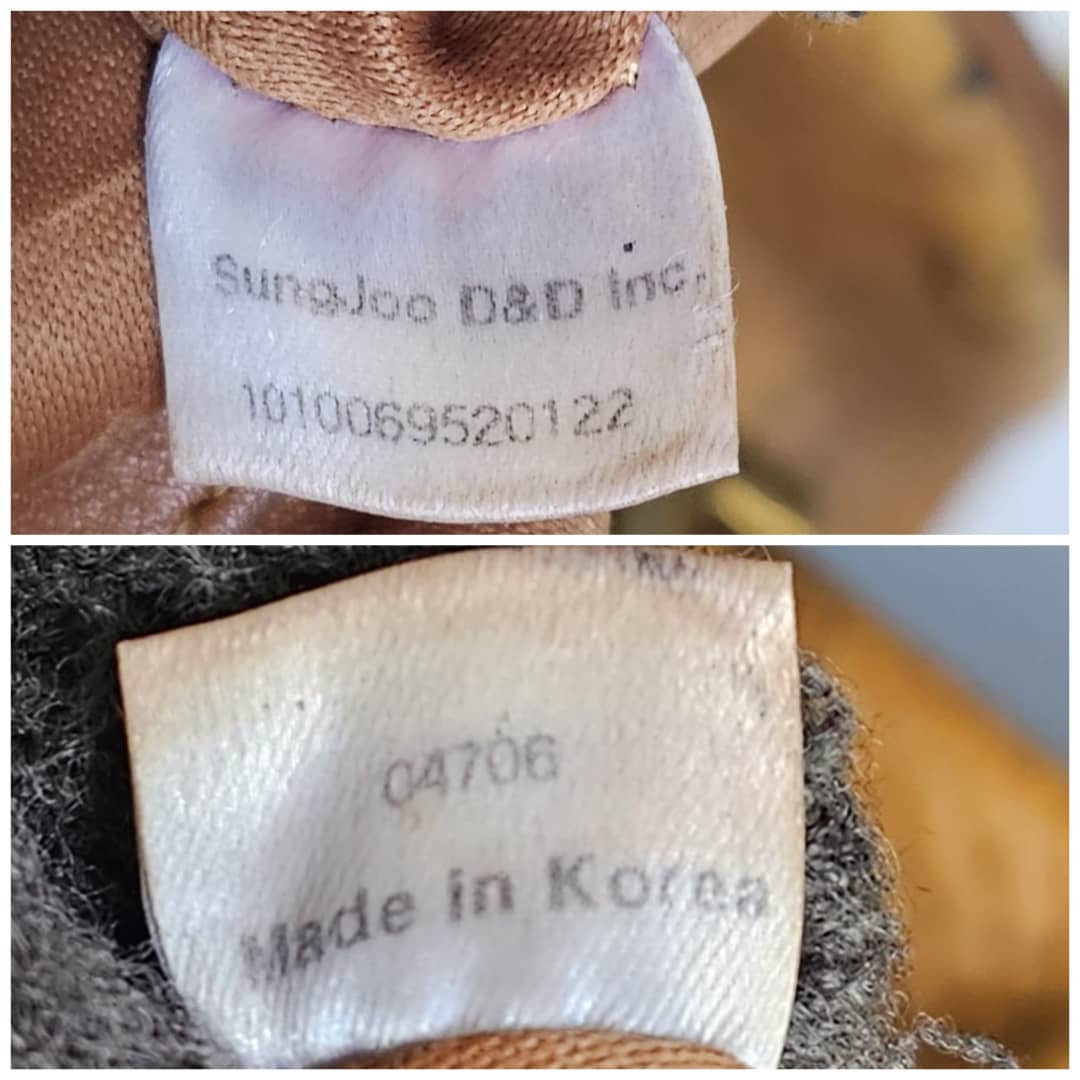 SungJoo D&D Inc.
1010069520122
04706
Made in Korea